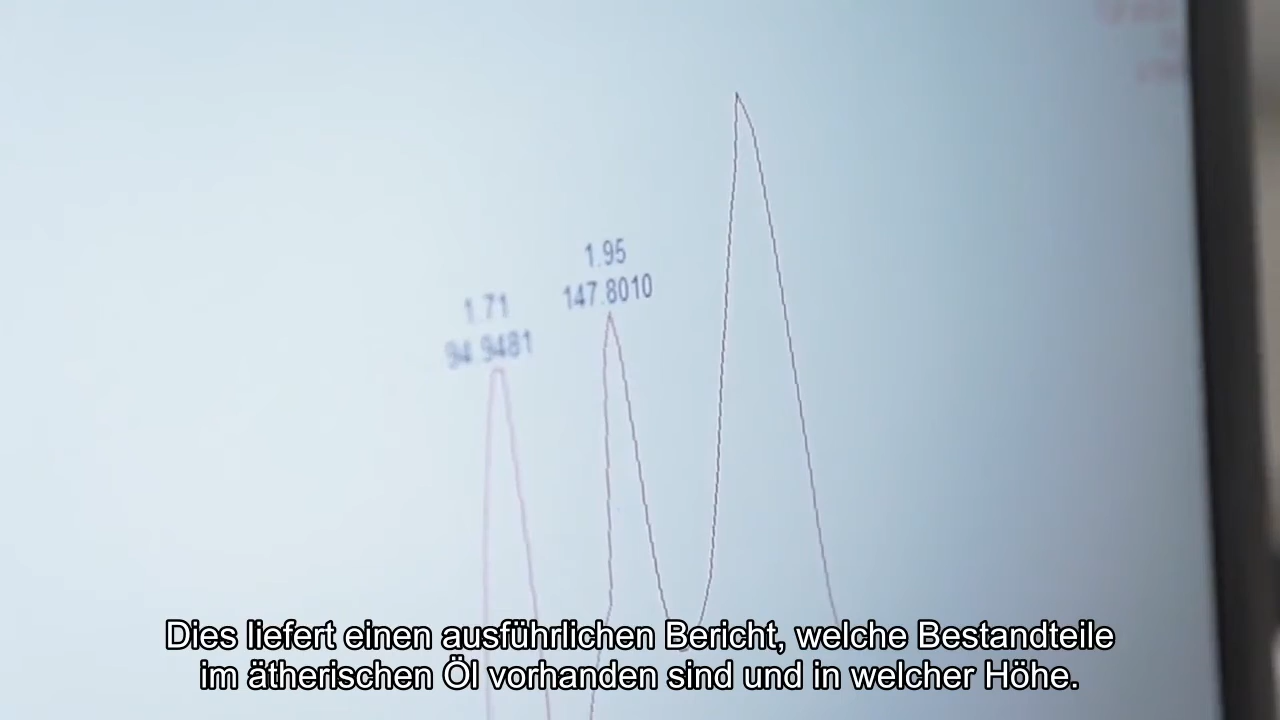 1.95
147.8010
1.71
94.9481
Dies liefert einen ausführlichen Bericht, welche Bestandteile
im ätherischen Öl vorhanden sind und in welcher Höhe.